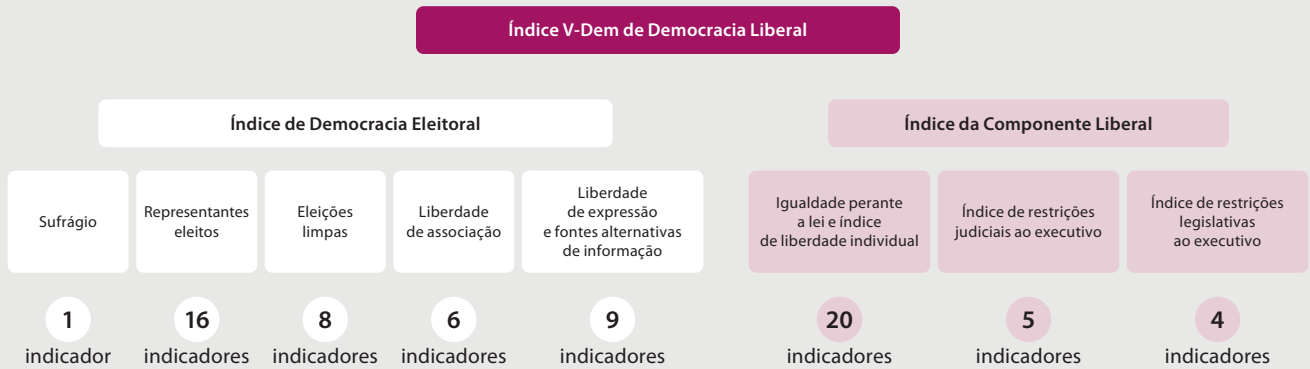 Índice V-Dem de Democracia Liberal
Índice de Democracia Eleitoral
Sufrágio
Representantes
eleitos
Eleições
limpas
Liberdade
de associação
Liberdade
de expressão
e fontes alternativas
de informação
1
indicador
16
indicadores
8
indicadores
6
indicadores
9
indicadores
Índice da Componente Liberal
Igualdade perante
a lei e índice
de liberdade individual
Índice de restrições
judiciais ao executivo
Índice de restrições
legislativas
ao executivo
20
indicadores
5
indicadores
4
indicadores